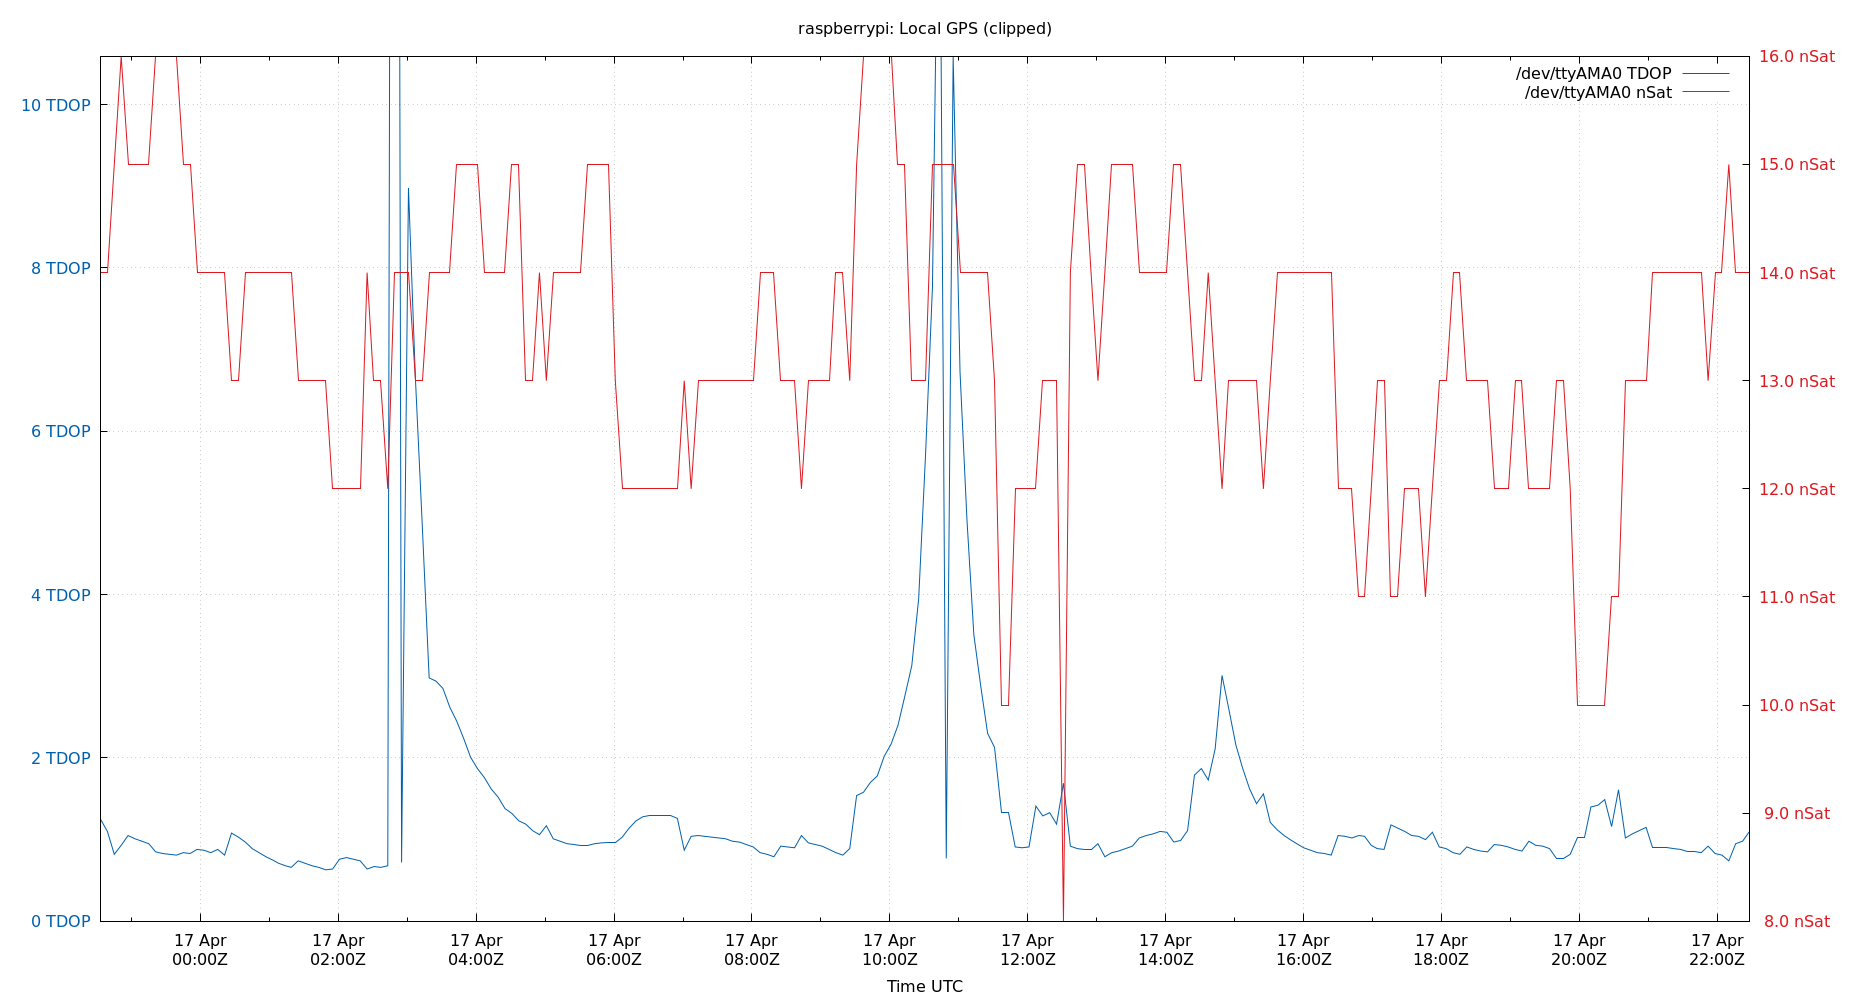 raspberrypi: Local GPS (clipped)
/dev/ttyAMA0 TDOP
/dev/ttyAMA0 nSat
10 TDOP
8 TDOP
6 TDOP
4 TDOP
2 TDOP
0 TDOP
16.0 nSat
15.0 nSat
14.0 nSat
13.0 nSat
12.0 nSat
11.0 nSat
10.0 nSat
9.0 nSat
8.0 nSat
17 Apr
00:00Z
17 Apr
02:00Z
17 Apr
04:00Z
17 Apr
06:00Z
17 Apr
08:00Z
17 Apr
10:00Z
17 Apr
12:00Z
17 Apr
14:00Z
17 Apr
16:00Z
17 Apr
18:00Z
17 Apr
20:00Z
17 Apr
22:00Z
Time UTC